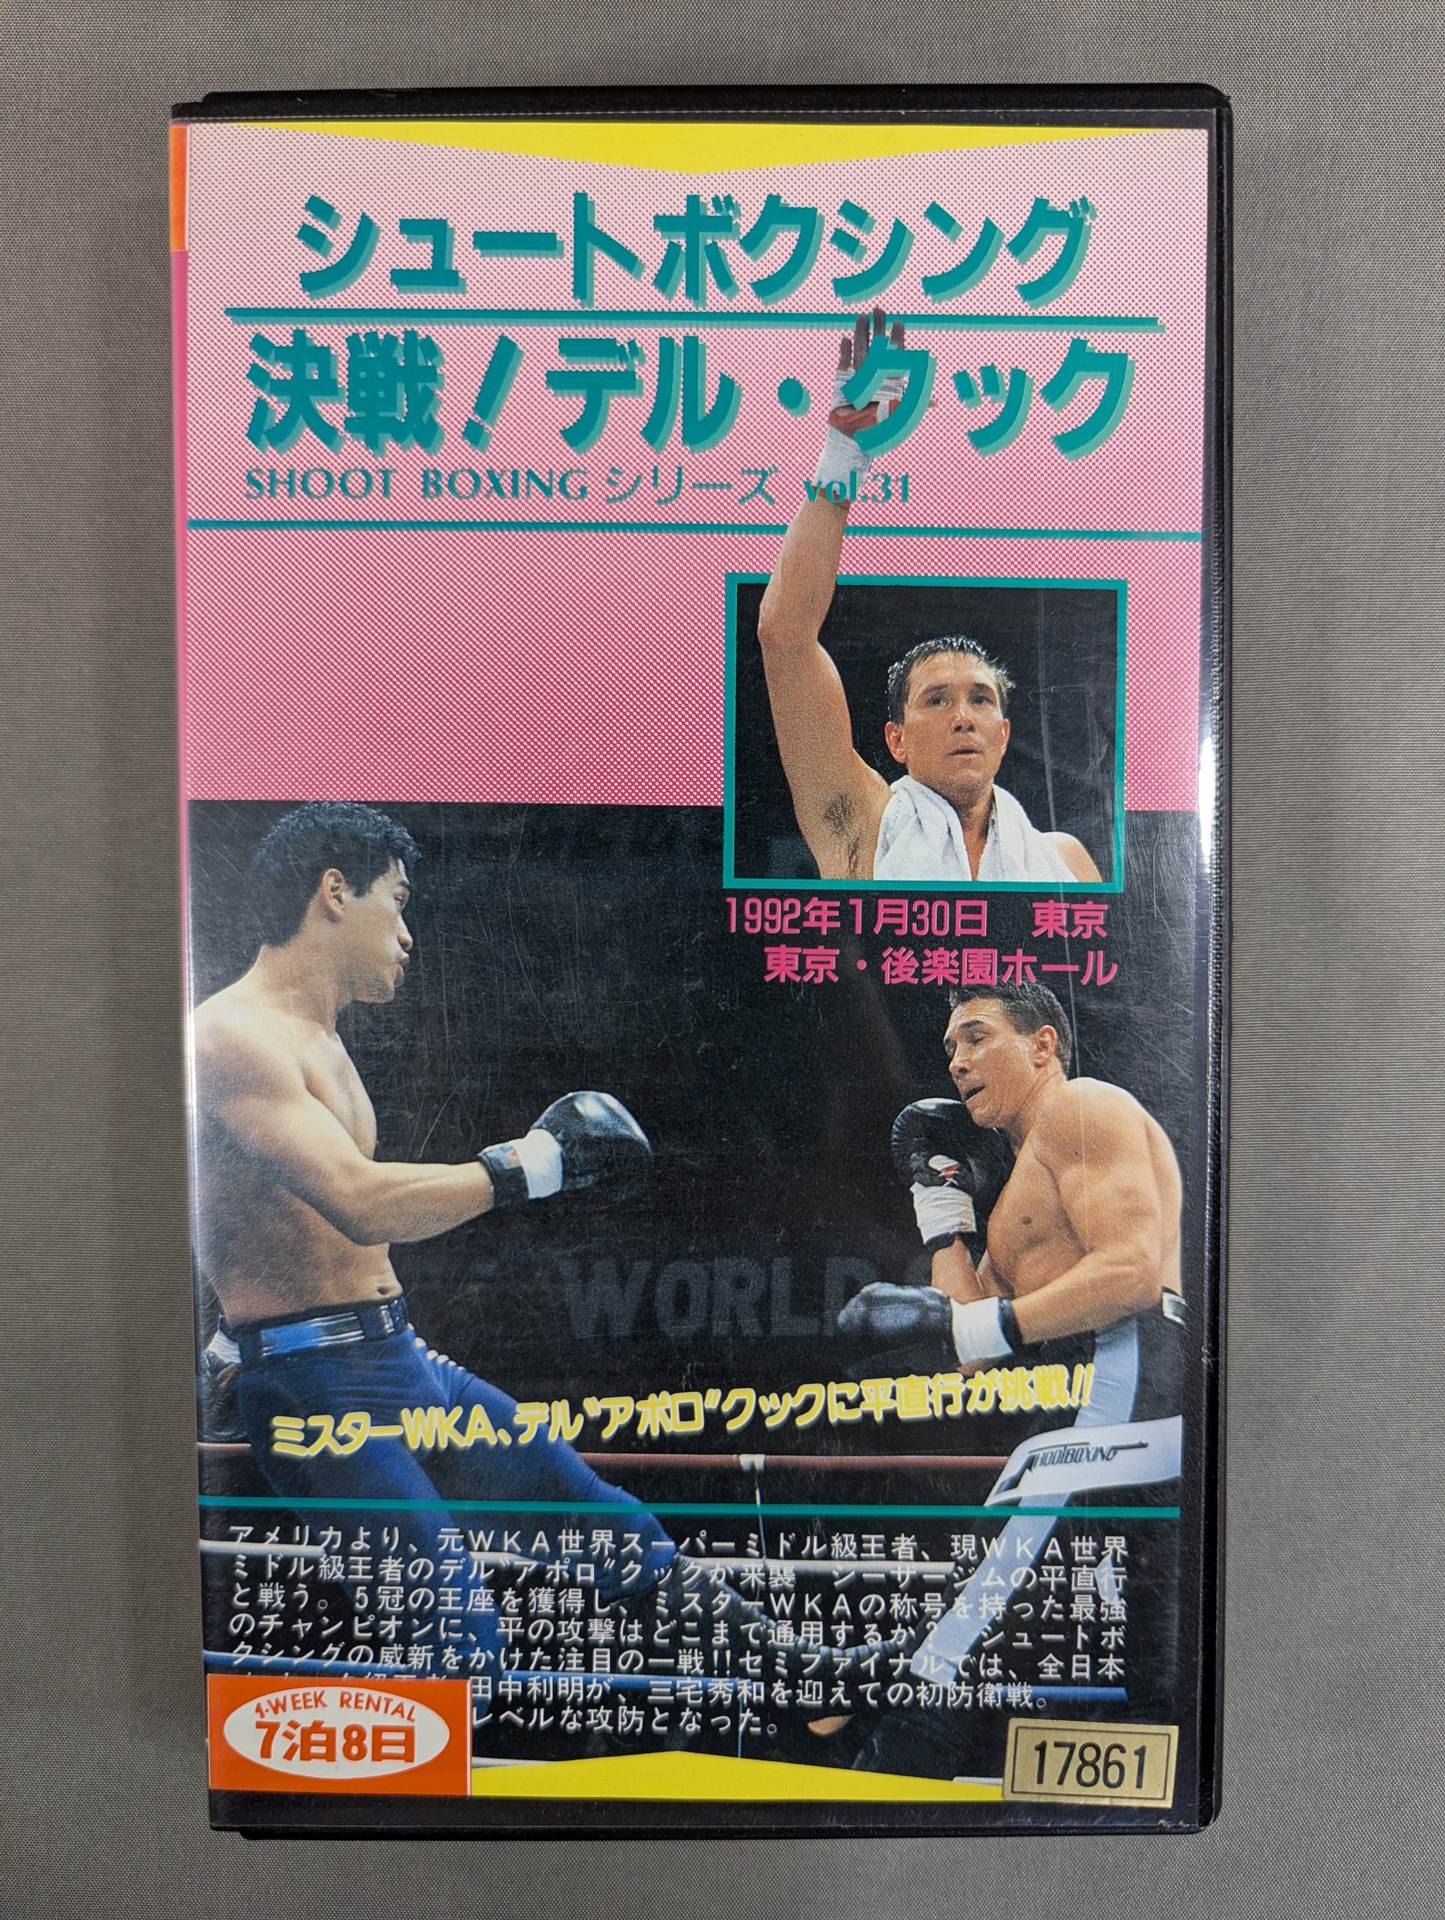 シュートボクシング
決戦!デル・クック
SHOOT BOXINGシリーズ vol.31
1992年1月30日 東京
東京・後楽園ホール
WORLD
ミスターWKA、デル"アポロ"クックに平直行が挑戦!!
SHOOTBOXING
アメリカより、元WKA世界スーパーミドル級王者、現WKA世界
ミドル級王者のデル"アポロ"クックが来襲 シーザージムの平直行
と戦う。5冠の王座を獲得し、ミスターWKAの称号を持った最強
のチャンピオンに、平の攻撃はどこまで通用するか? シュートボ
クシングの威新をかけた注目の一戦!!セミファイナルでは、全日本
田中利明が、三宅秀和を迎えての初防衛戦。
レベルな攻防となった。
1-WEEK RENTAL
7泊8日
17861